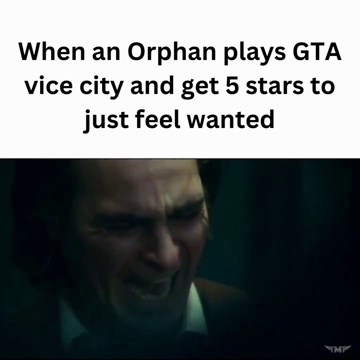 When an Orphan plays GTA
vice city and get 5 stars to
just feel wanted